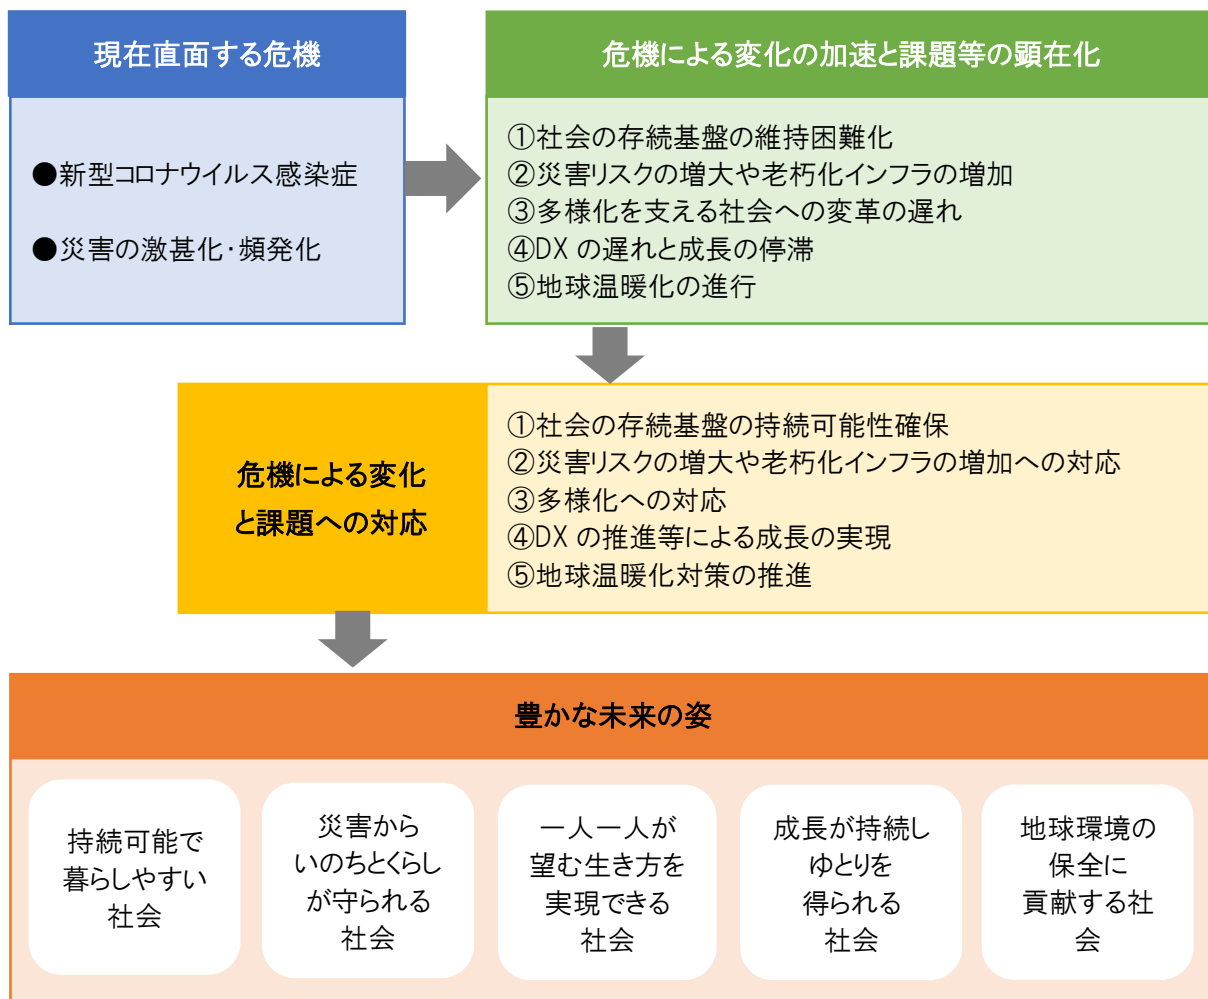 現在直面する危機
●新型コロナウイルス感染症
●災害の激甚化・頻発化
危機による変化の加速と課題等の顕在化
①社会の存続基盤の維持困難化
②災害リスクの増大や老朽化インフラの増加
③多様化を支える社会への変革の遅れ
④DX の遅れと成長の停滞
⑤地球温暖化の進行
危機による変化
と課題への対応
①社会の存続基盤の持続可能性確保
②災害リスクの増大や老朽化インフラの増加への対応
③多様化への対応
④DX の推進等による成長の実現
⑤地球温暖化対策の推進
豊かな未来の姿
持続可能で
暮らしやすい
社会
災害から
いのちとくらし
が守られる
社会
一人一人が
望む生き方を
実現できる
社会
成長が持続し
ゆとりを
得られる
社会
地球環境の
保全に
貢献する社
会